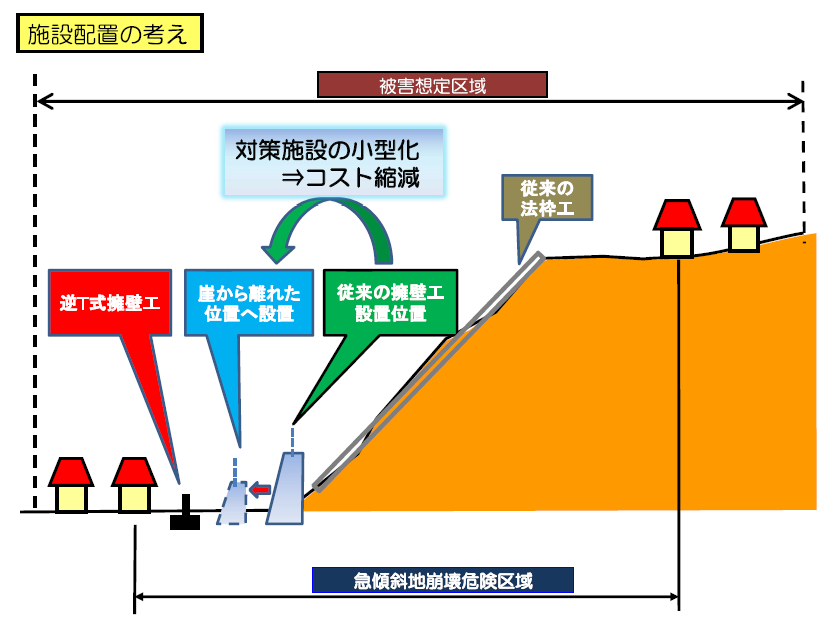 施設配置の考え
被害想定区域
対策施設の小型化
⇒コスト縮減
従来の
法枠工
逆T式擁壁工
崖から離れた
位置へ設置
従来の擁壁工
設置位置
急傾斜地崩壊危険区域